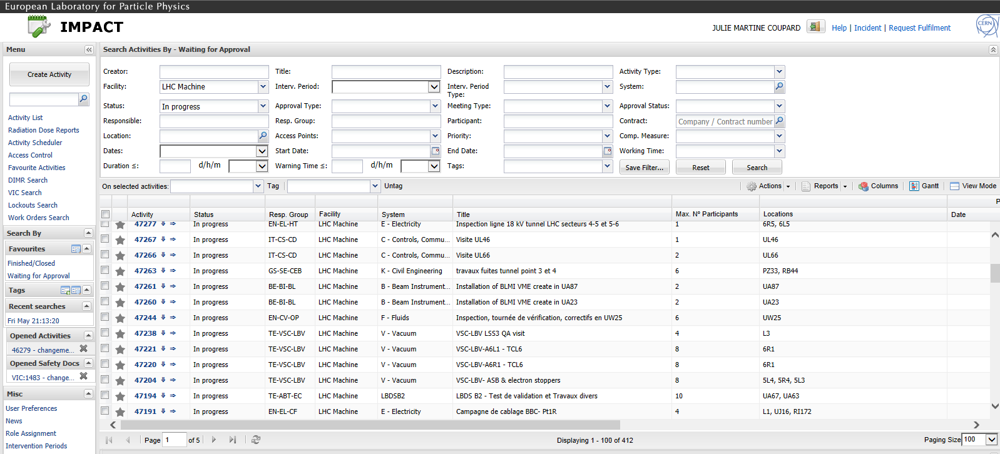 European Laboratory for Particle Physics
IMPACT
JULIE MARTINE COUPARD Help | Incident | Request Fulfilment
CERN
Menu
Create Activity
Activity List
Radiation Dose Reports
Activity Scheduler
Access Control
Favourite Activities
DIMR Search
VIC Search
Lockouts Search
Work Orders Search
Search By
Favourites
Finished/Closed
Waiting for Approval
Tags
Recent searches
Fri May 21:13:20
Opened Activities
46279 - changeme...
Opened Safety Docs
VIC:1483 - change...
Misc
User Preferences
News
Role Assignment
Intervention Periods
Search Activities By - Waiting for Approval
Creator: Title: Description: Activity Type:
Facility: LHC Machine Interv. Period: Interv. Period Type: System:
Status: In progress Approval Type: Meeting Type: Approval Status:
Responsible: Resp. Group: Participant: Contract: Company / Contract number
Location: Access Points: Priority: Comp. Measure:
Dates: Start Date: End Date: Working Time:
Duration ≤: d/h/m Warning Time ≤: d/h/m Tags: Save Filter... Reset Search
On selected activities: Tag Untag Actions Reports Columns Gantt View Mode
P
Activity Status Resp. Group Facility System Title Max. Nº Participants Locations Date
47277 In progress EN-EL-HT LHC Machine E - Electricity Inspection ligne 18 kV tunnel LHC secteurs 4-5 et 5-6 1 6R5, 6L5
47267 In progress IT-CS-CD LHC Machine C - Controls, Commu... Visite UL46 1 UL46
47266 In progress IT-CS-CD LHC Machine C - Controls, Commu... Visite UL66 2 UL66
47263 In progress GS-SE-CEB LHC Machine K - Civil Engineering travaux fuites tunnel point 3 et 4 6 PZ33, RB44
47261 In progress BE-BI-BL LHC Machine B - Beam Instrument... Installation of BLMI VME create in UA87 2 UA87
47260 In progress BE-BI-BL LHC Machine B - Beam Instrument... Installation of BLMI VME create in UA23 2 UA23
47244 In progress EN-CV-OP LHC Machine F - Fluids Inspection, tournée de vérification, correctifs en UW25 6 UW25
47238 In progress TE-VSC-LBV LHC Machine V - Vacuum VSC-LBV LSS3 QA visit 4 L3
47221 In progress TE-VSC-LBV LHC Machine V - Vacuum VSC-LBV-A6L1 - TCL6 8 6R1
47220 In progress TE-VSC-LBV LHC Machine V - Vacuum VSC-LBV-A6R1 - TCL6 8 6R1
47204 In progress TE-VSC-LBV LHC Machine V - Vacuum VSC-LBV- ASB & electron stoppers 8 5L4, 5R4, 5L3
47194 In progress TE-ABT-EC LHC Machine LBDSB2 LBDS B2 - Test de validation et Travaux divers 10 UA67, UA63
47191 In progress EN-EL-CF LHC Machine E - Electricity Campagne de cablage BBC- Pt1R 4 L1, UJ16, RI172
Page 1 of 5 Displaying 1 - 100 of 412 Paging Size 100